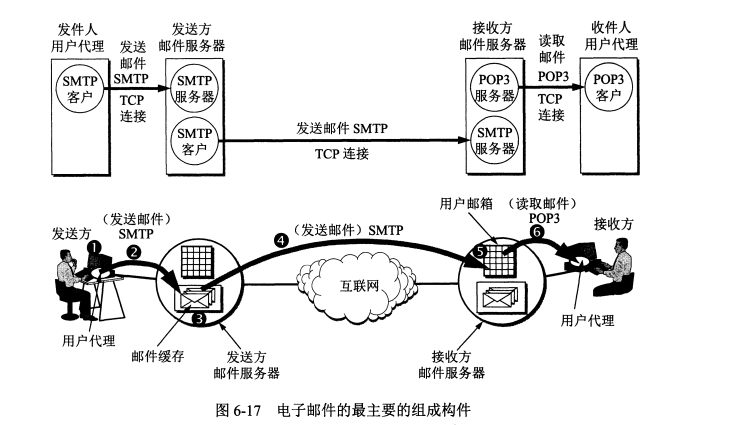 发件人
用户代理
发送
邮件
SMTP
TCP
连接
SMTP
客户
发送方
邮件服务器
SMTP
服务器
SMTP
客户
发送邮件 SMTP
TCP 连接
接收方
邮件服务器
POP3
服务器
SMTP
服务器
读取
邮件
POP3
TCP
连接
收件人
用户代理
POP3
客户
发送方
❶
（发送邮件）
SMTP
❷
❸
❹
（发送邮件）SMTP
互联网
用户邮箱
❺
（读取邮件）
POP3
❻
接收方
用户代理
邮件缓存
发送方
邮件服务器
接收方
邮件服务器
用户代理
图 6-17 电子邮件的最主要的组成构件